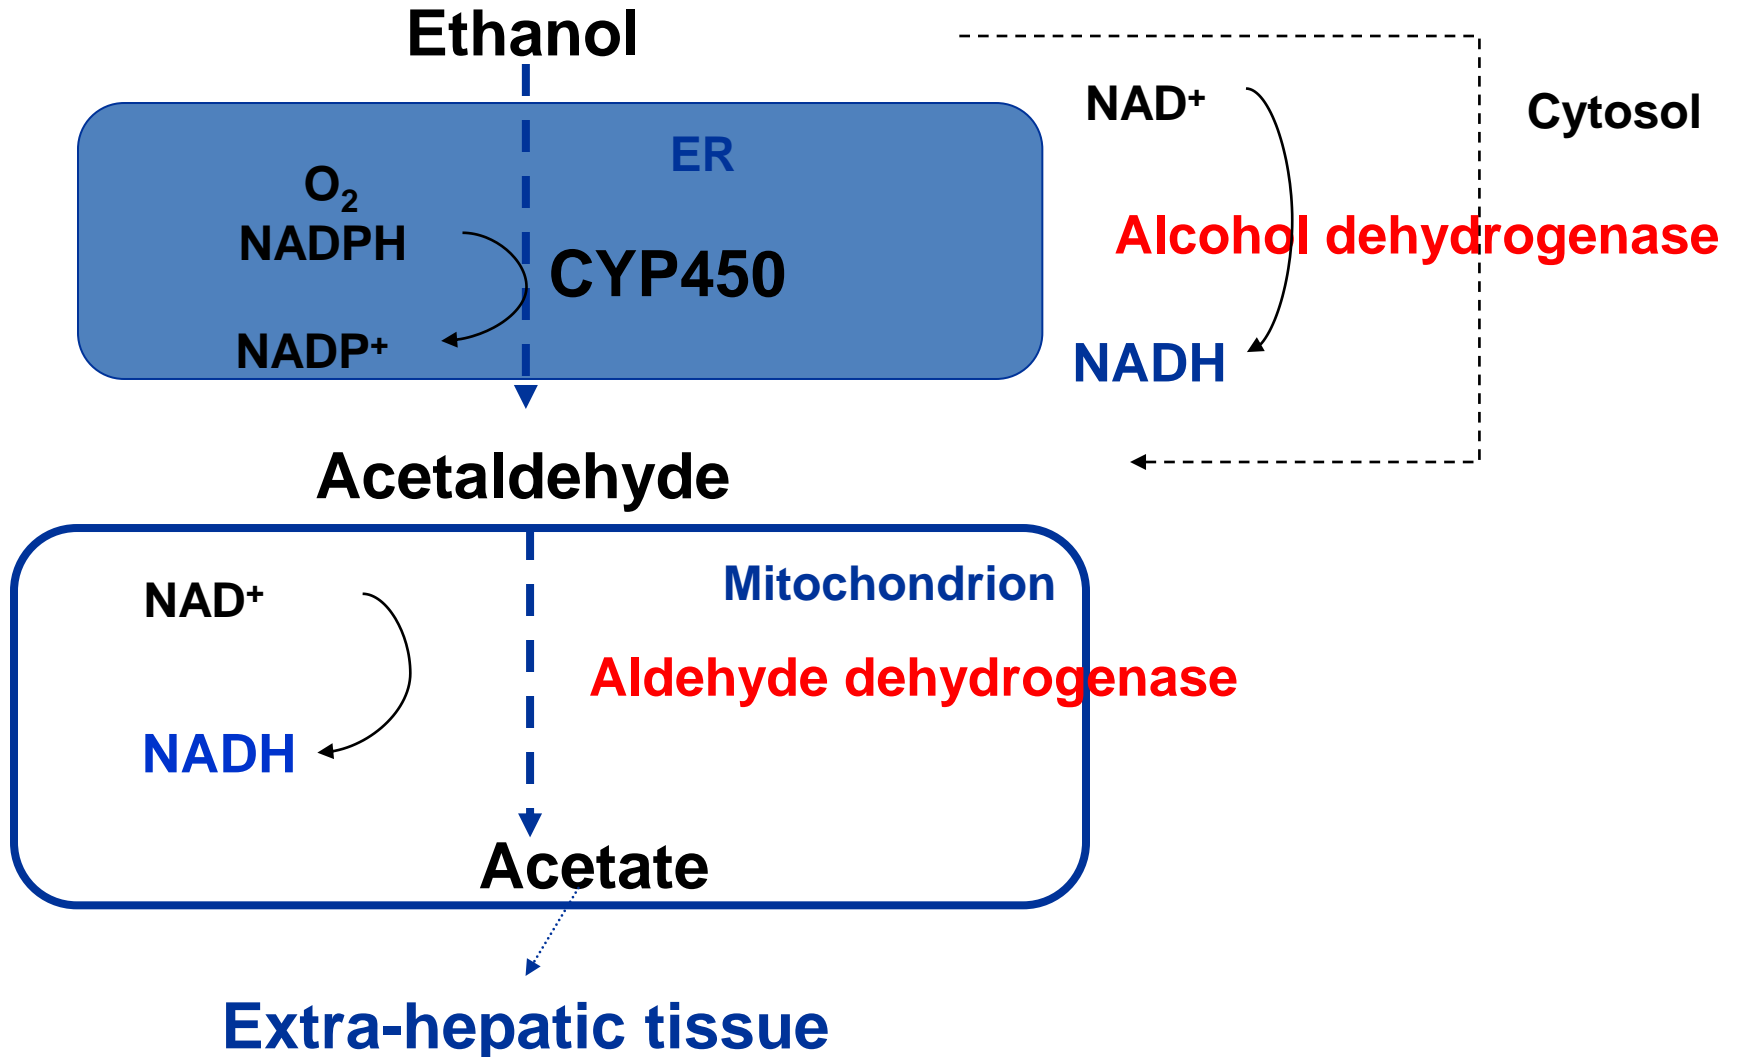 Ethanol
NAD⁺
Cytosol
ER
O₂
NADPH
Alcohol dehydrogenase
CYP450
NADP⁺
NADH
Acetaldehyde
Mitochondrion
NAD⁺
Aldehyde dehydrogenase
NADH
Acetate
Extra-hepatic tissue